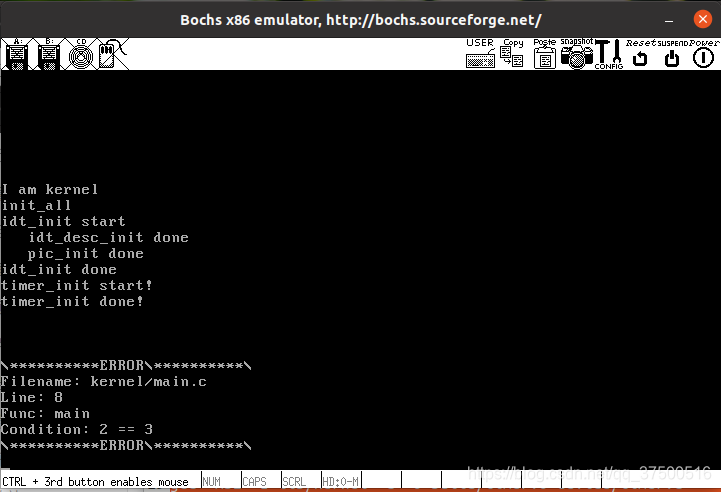 Bochs x86 emulator, http://bochs.sourceforge.net/
A: B: CD USER Copy Paste snapshot CONFIG Reset SUSPEND Power
I am kernel
init_all
idt_init start
   idt_desc_init done
   pic_init done
idt_init done
timer_init start!
timer_init done!
\**********ERROR\**********\
Filename: kernel/main.c
Line: 8
Func: main
Condition: 2 == 3
\**********ERROR\**********\
https://blog.csdn.net/qq_37500516
CTRL + 3rd button enables mouse NUM CAPS SCRL HD:0-M